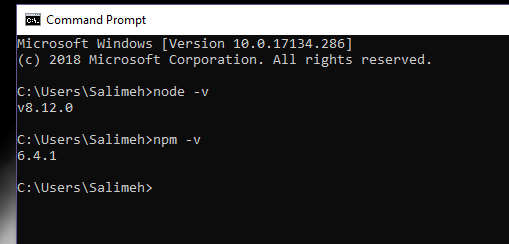 Command Prompt
Microsoft Windows [Version 10.0.17134.286]
(c) 2018 Microsoft Corporation. All rights reserved.
C:\Users\Salimeh>node -v
v8.12.0
C:\Users\Salimeh>npm -v
6.4.1
C:\Users\Salimeh>